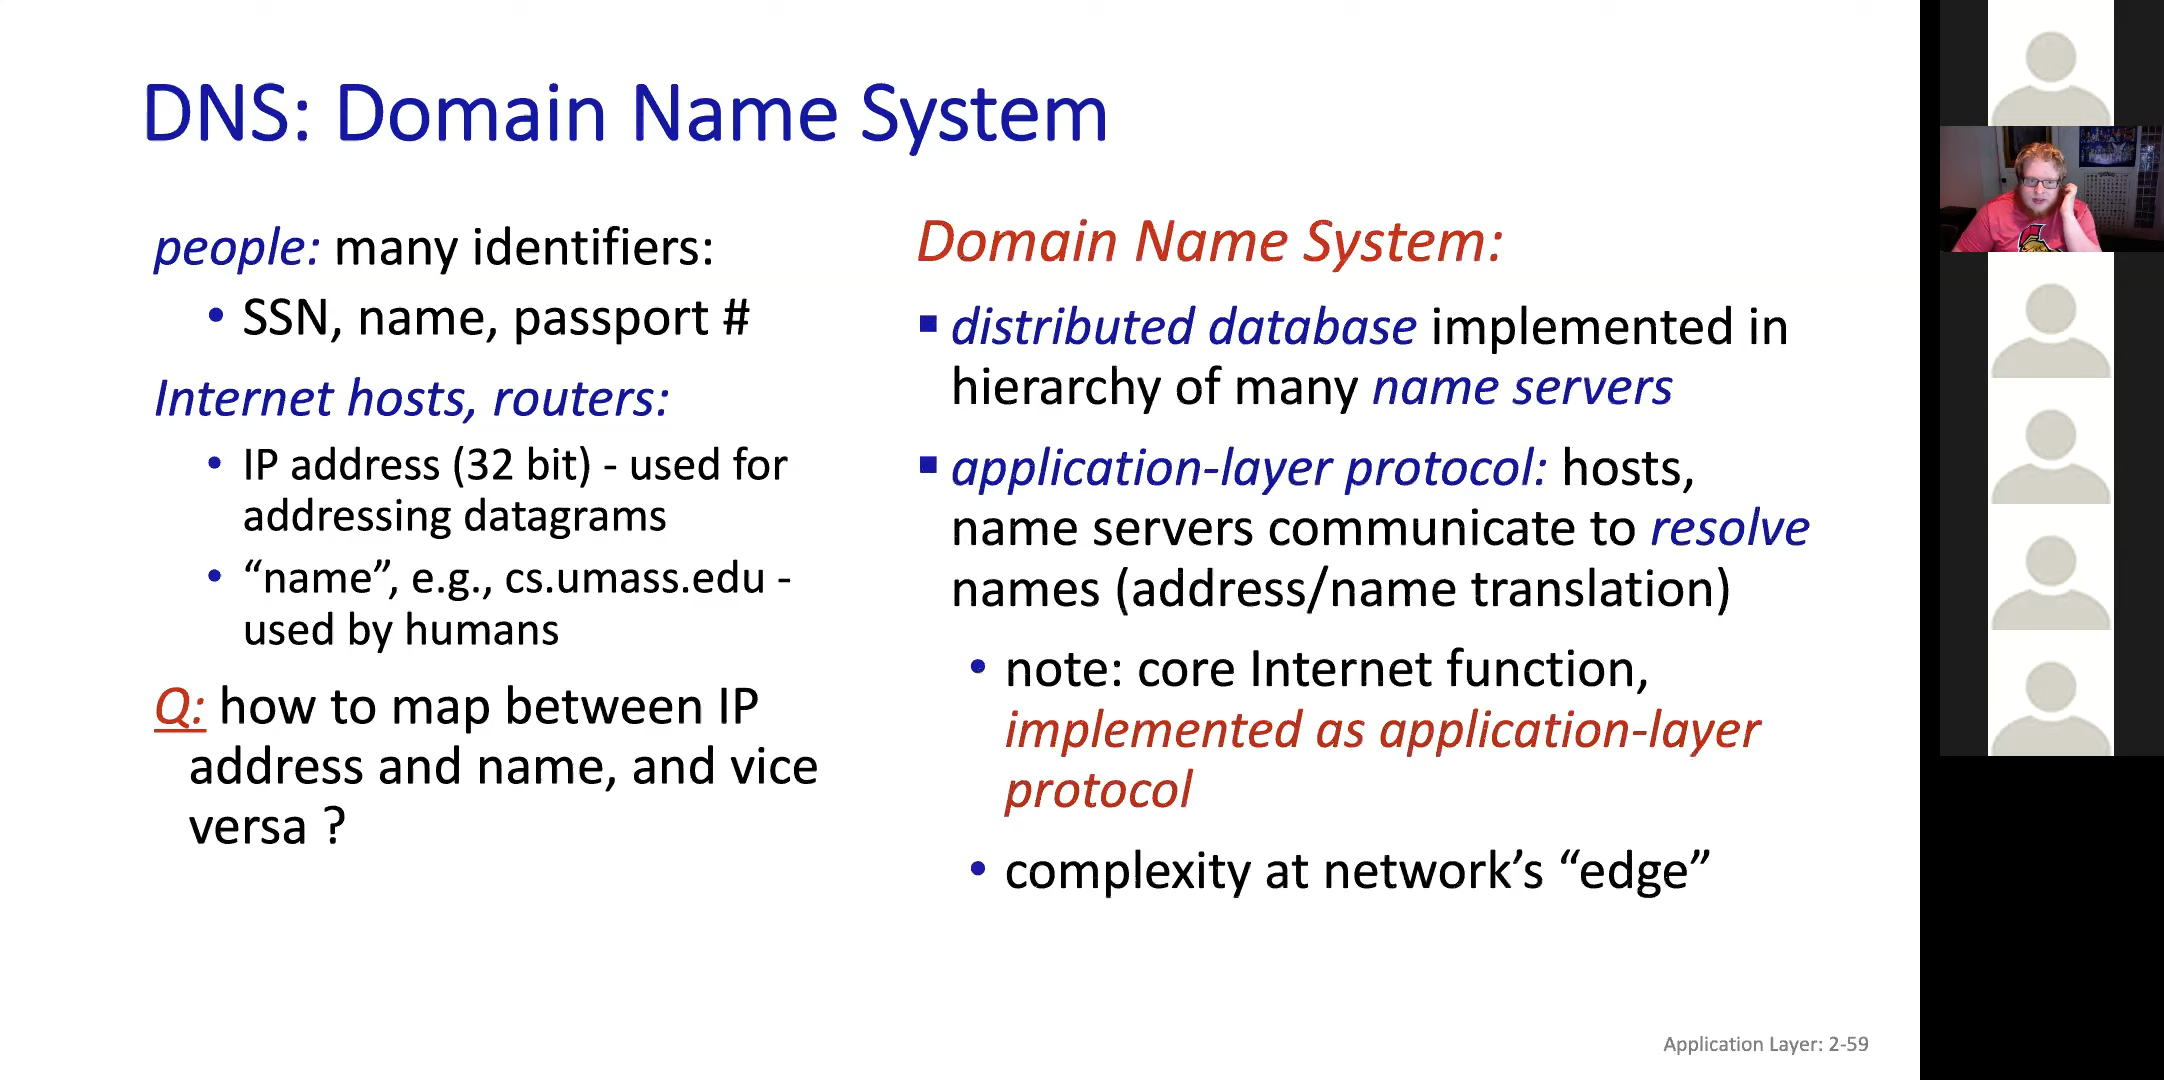 DNS: Domain Name System
people: many identifiers:
• SSN, name, passport #
Internet hosts, routers:
• IP address (32 bit) - used for
addressing datagrams
• “name”, e.g., cs.umass.edu -
used by humans
Q: how to map between IP
address and name, and vice
versa ?
Domain Name System:
▪ distributed database implemented in
hierarchy of many name servers
▪ application-layer protocol: hosts,
name servers communicate to resolve
names (address/name translation)
• note: core Internet function,
implemented as application-layer
protocol
• complexity at network’s “edge”
Application Layer: 2-59